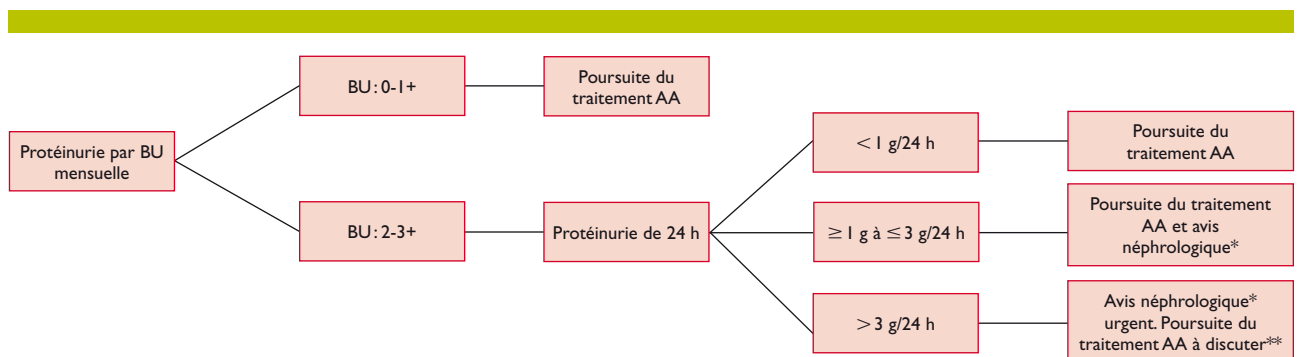 Protéinurie par BU
mensuelle
BU : 0-1+
Poursuite du
traitement AA
BU : 2-3+
Protéinurie de 24 h
< 1 g/24 h
Poursuite du
traitement AA
≥ 1 g à ≤ 3 g/24 h
Poursuite du traitement
AA et avis
néphrologique*
> 3 g/24 h
Avis néphrologique*
urgent. Poursuite du
traitement AA à discuter**